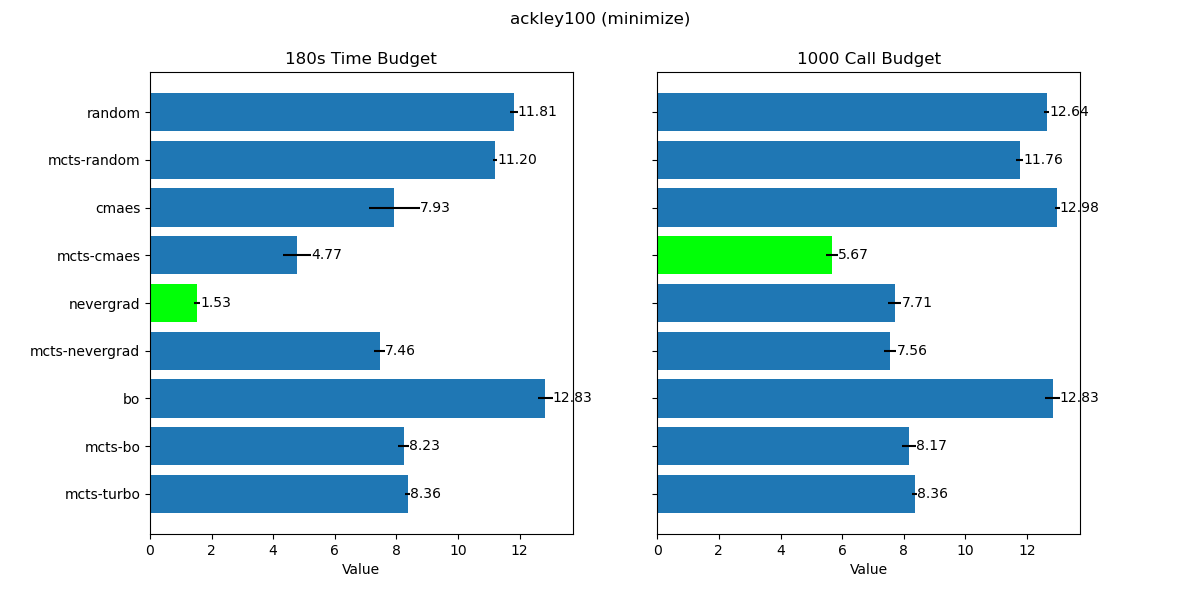 ackley100 (minimize)
180s Time Budget
1000 Call Budget
random
11.81
12.64
mcts-random
11.20
11.76
cmaes
7.93
12.98
mcts-cmaes
4.77
5.67
nevergrad
1.53
7.71
mcts-nevergrad
7.46
7.56
bo
12.83
12.83
mcts-bo
8.23
8.17
mcts-turbo
8.36
8.36
0 2 4 6 8 10 12
0 2 4 6 8 10 12
Value
Value